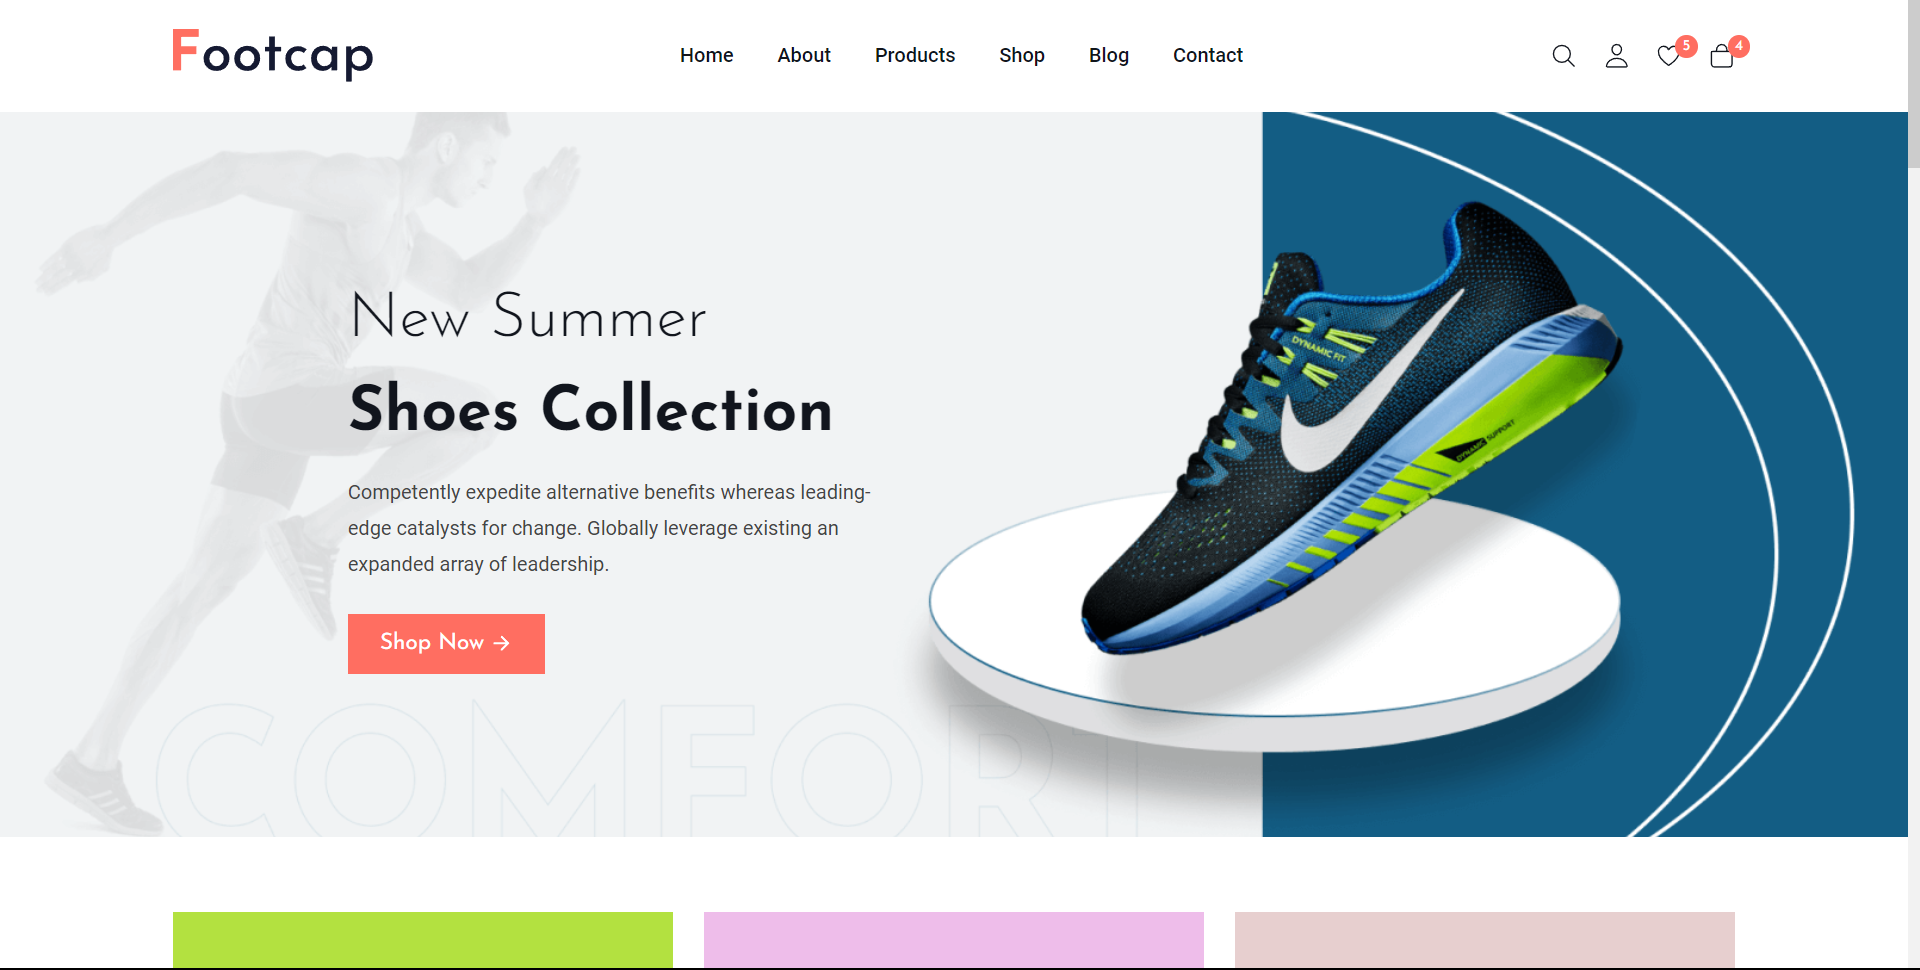 Footcap
Home About Products Shop Blog Contact
5 4
New Summer
Shoes Collection
Competently expedite alternative benefits whereas leading-
edge catalysts for change. Globally leverage existing an
expanded array of leadership.
Shop Now →
DYNAMIC FIT
DYNAMIC SUPPORT
COMFORT